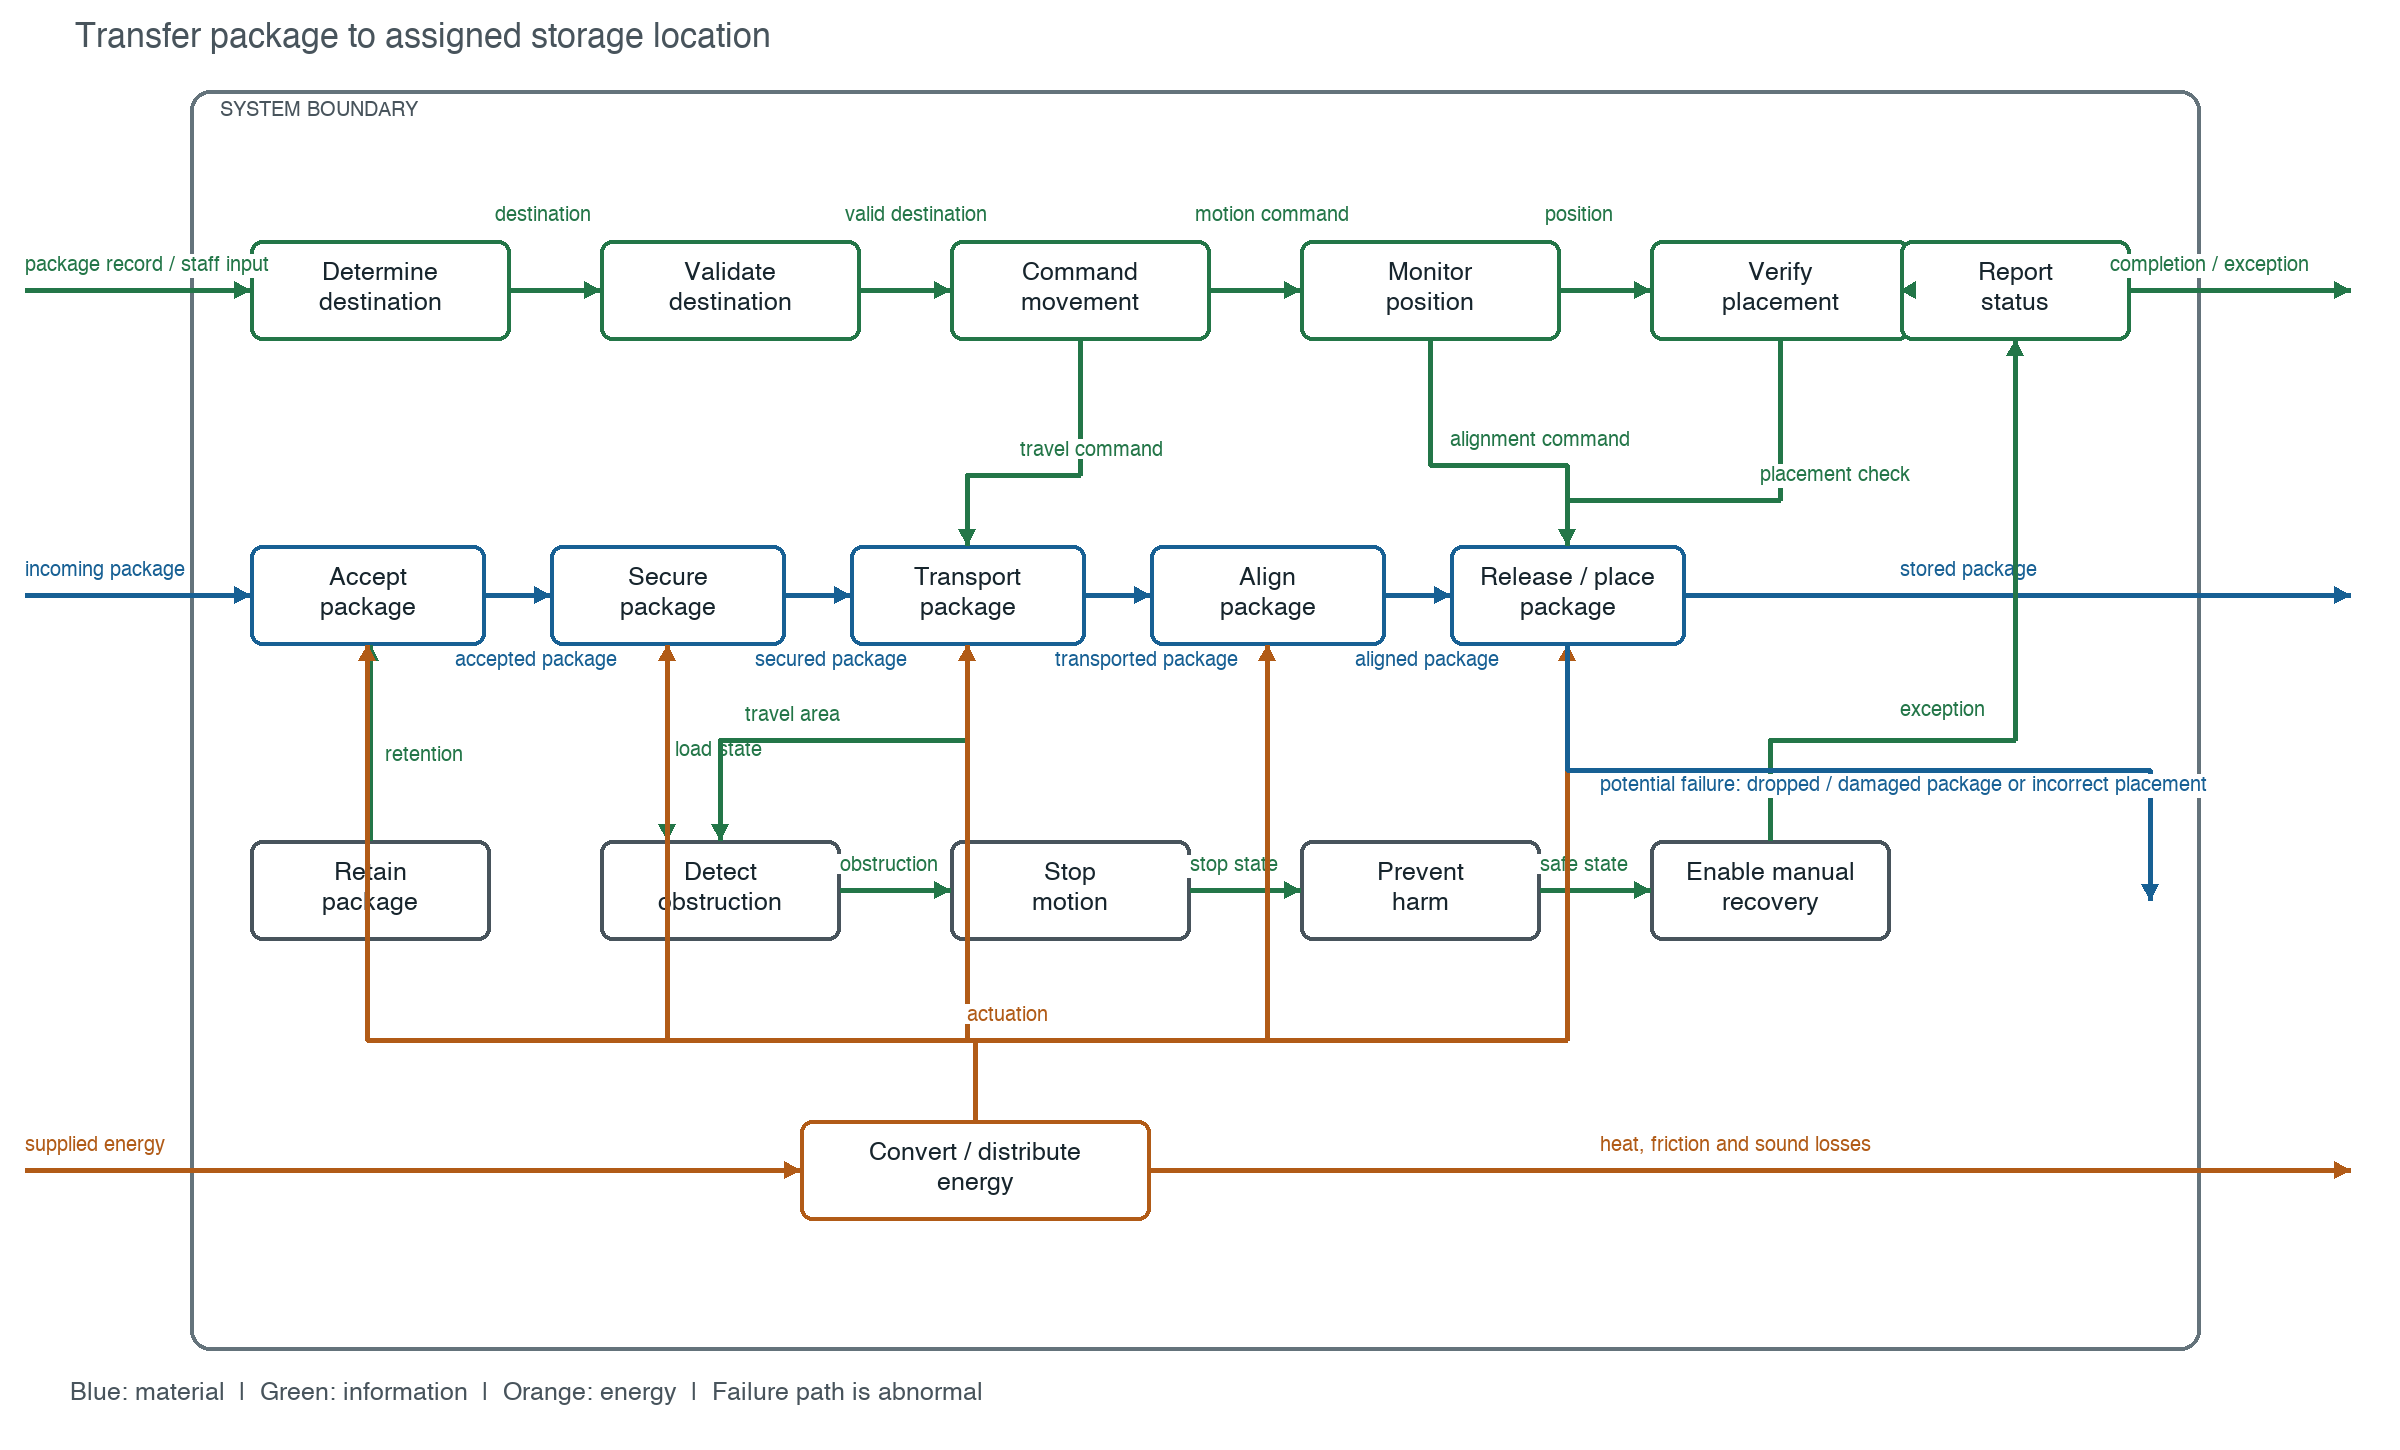 Transfer package to assigned storage location
SYSTEM BOUNDARY
destination
valid destination
motion command
position
package record / staff input
Determine
destination
Validate
destination
Command
movement
Monitor
position
Verify
placement
Report
status
completion / exception
travel command
alignment command
placement check
incoming package
Accept
package
Secure
package
Transport
package
Align
package
Release / place
package
stored package
accepted package
secured package
transported package
aligned package
retention
travel area
load state
exception
potential failure: dropped / damaged package or incorrect placement
Retain
package
Detect
obstruction
obstruction
Stop
motion
stop state
Prevent
harm
safe state
Enable manual
recovery
actuation
supplied energy
Convert / distribute
energy
heat, friction and sound losses
Blue: material | Green: information | Orange: energy | Failure path is abnormal